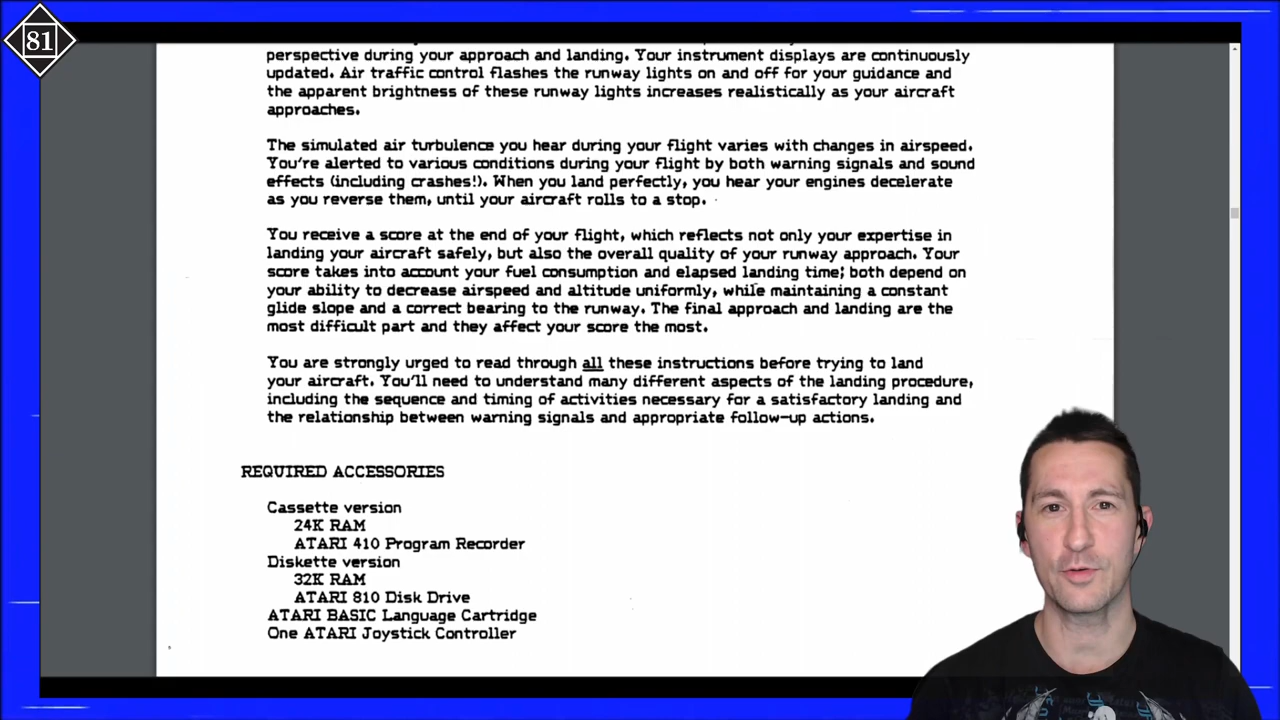 81
perspective during your approach and landing. Your instrument displays are continuously
updated. Air traffic control flashes the runway lights on and off for your guidance and
the apparent brightness of these runway lights increases realistically as your aircraft
approaches.
The simulated air turbulence you hear during your flight varies with changes in airspeed.
You're alerted to various conditions during your flight by both warning signals and sound
effects (including crashes!). When you land perfectly, you hear your engines decelerate
as you reverse them, until your aircraft rolls to a stop.
You receive a score at the end of your flight, which reflects not only your expertise in
landing your aircraft safely, but also the overall quality of your runway approach. Your
score takes into account your fuel consumption and elapsed landing time; both depend on
your ability to decrease airspeed and altitude uniformly, while maintaining a constant
glide slope and a correct bearing to the runway. The final approach and landing are the
most difficult part and they affect your score the most.
You are strongly urged to read through all these instructions before trying to land
your aircraft. You'll need to understand many different aspects of the landing procedure,
including the sequence and timing of activities necessary for a satisfactory landing and
the relationship between warning signals and appropriate follow-up actions.
REQUIRED ACCESSORIES
Cassette version
24K RAM
ATARI 410 Program Recorder
Diskette version
32K RAM
ATARI 810 Disk Drive
ATARI BASIC Language Cartridge
One ATARI Joystick Controller